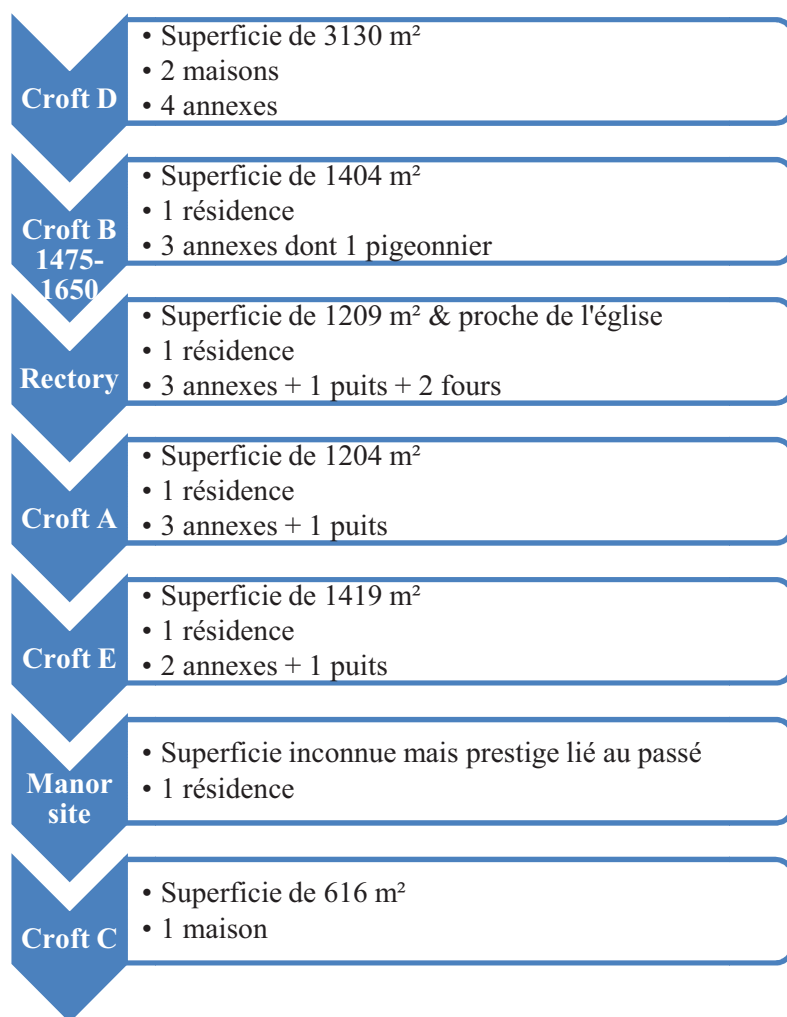 Croft D
• Superficie de 3130 m²
• 2 maisons
• 4 annexes
Croft B
1475-
1650
• Superficie de 1404 m²
• 1 résidence
• 3 annexes dont 1 pigeonnier
Rectory
• Superficie de 1209 m² & proche de l'église
• 1 résidence
• 3 annexes + 1 puits + 2 fours
Croft A
• Superficie de 1204 m²
• 1 résidence
• 3 annexes + 1 puits
Croft E
• Superficie de 1419 m²
• 1 résidence
• 2 annexes + 1 puits
Manor
site
• Superficie inconnue mais prestige lié au passé
• 1 résidence
Croft C
• Superficie de 616 m²
• 1 maison